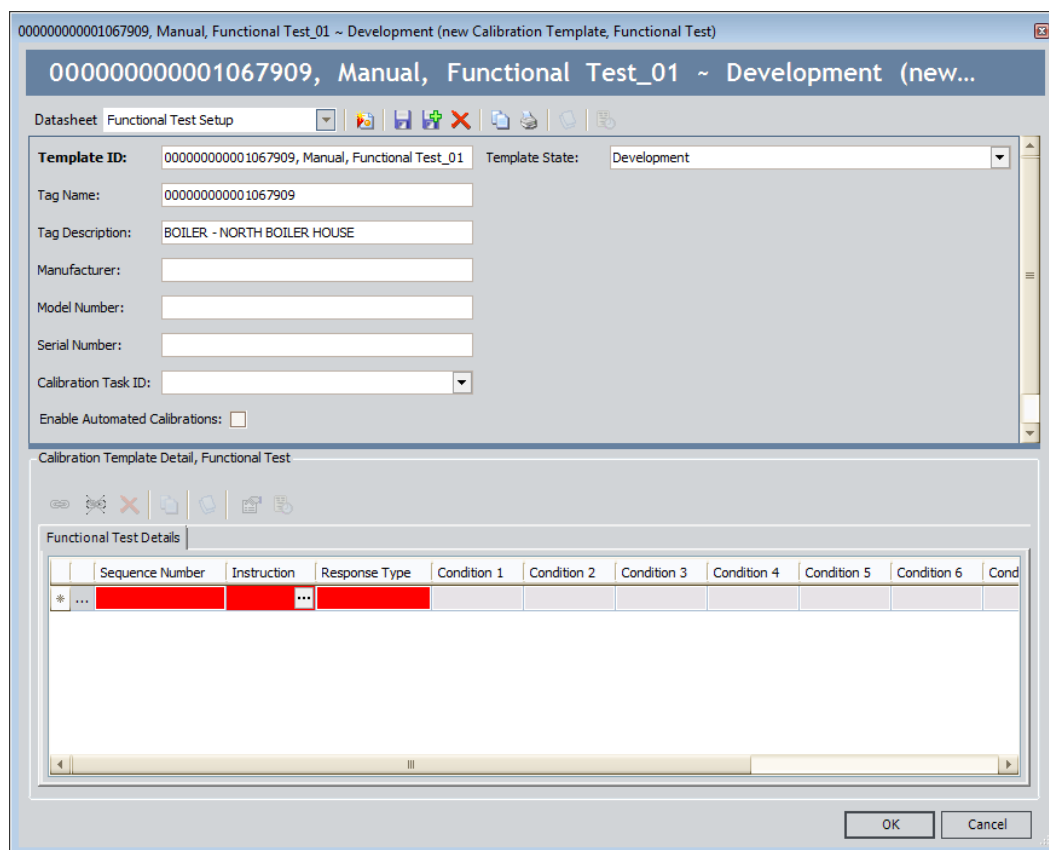 000000000001067909, Manual, Functional Test_01 ~ Development (new Calibration Template, Functional Test)
000000000001067909, Manual, Functional Test_01 ~ Development (new...
Datasheet Functional Test Setup
Template ID: 000000000001067909, Manual, Functional Test_01 Template State: Development
Tag Name: 000000000001067909
Tag Description: BOILER - NORTH BOILER HOUSE
Manufacturer:
Model Number:
Serial Number:
Calibration Task ID:
Enable Automated Calibrations:
Calibration Template Detail, Functional Test
Functional Test Details
Sequence Number Instruction Response Type Condition 1 Condition 2 Condition 3 Condition 4 Condition 5 Condition 6 Cond
* ... ...
OK Cancel